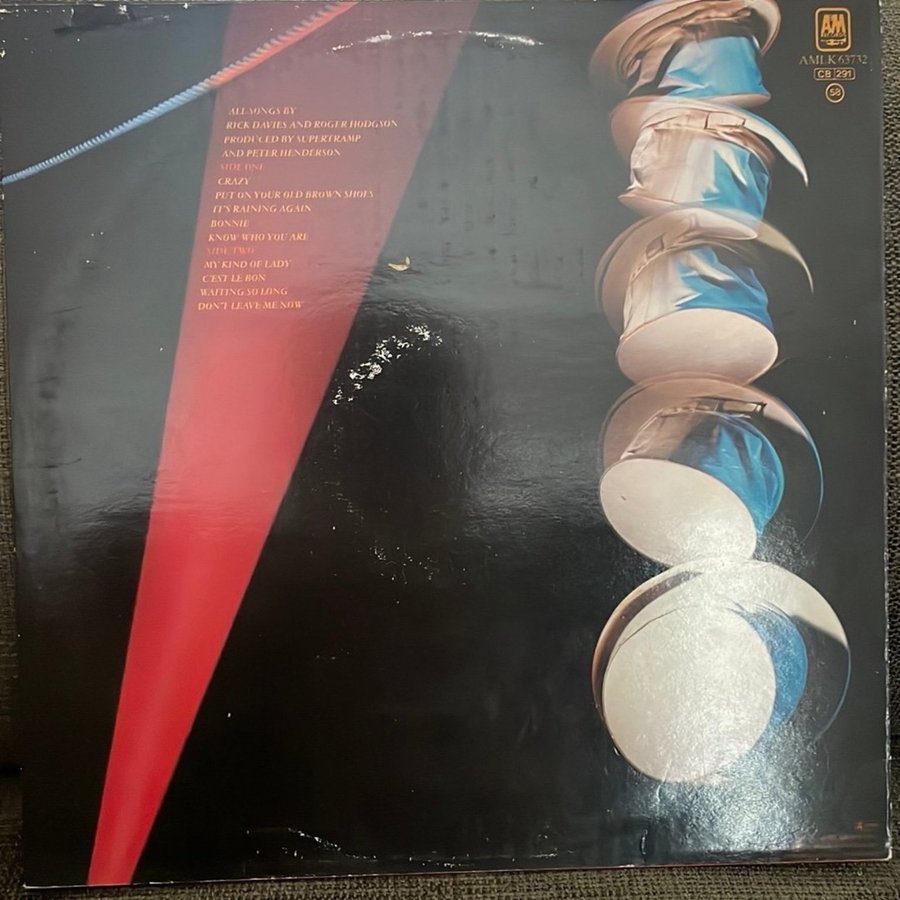 AM
AMLK 63732
CB 291
58
ALL SONGS BY
RICK DAVIES AND ROGER HODGSON
PRODUCED BY SUPERTRAMP
AND PETER HENDERSON
SIDE ONE
CRAZY
PUT ON YOUR OLD BROWN SHOES
IT'S RAINING AGAIN
BONNIE
KNOW WHO YOU ARE
SIDE TWO
MY KIND OF LADY
C'EST LE BON
WAITING SO LONG
DON'T LEAVE ME NOW